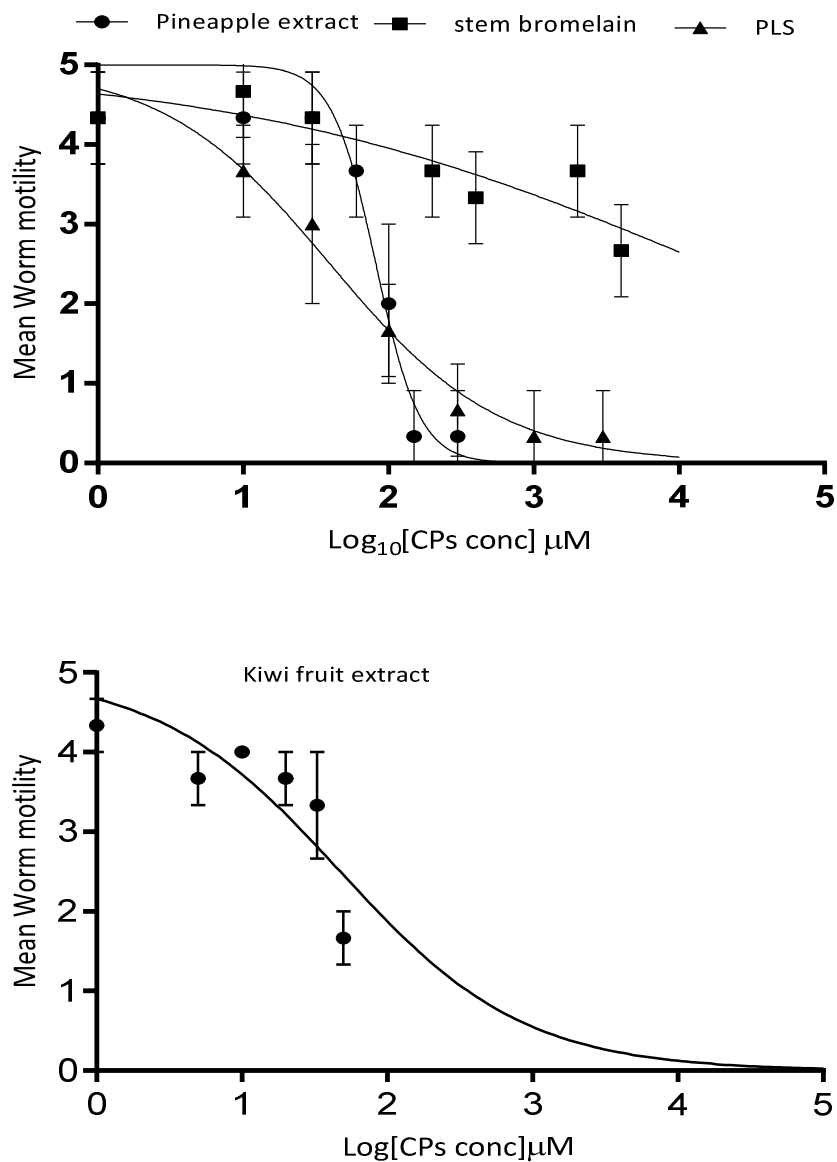 Pineapple extract stem bromelain PLS
5
4
3
2
1
0
Mean Worm motility
0 1 2 3 4 5
Log₁₀[CPs conc] µM
Kiwi fruit extract
5
4
3
2
1
0
Mean Worm motility
0 1 2 3 4 5
Log[CPs conc]µM